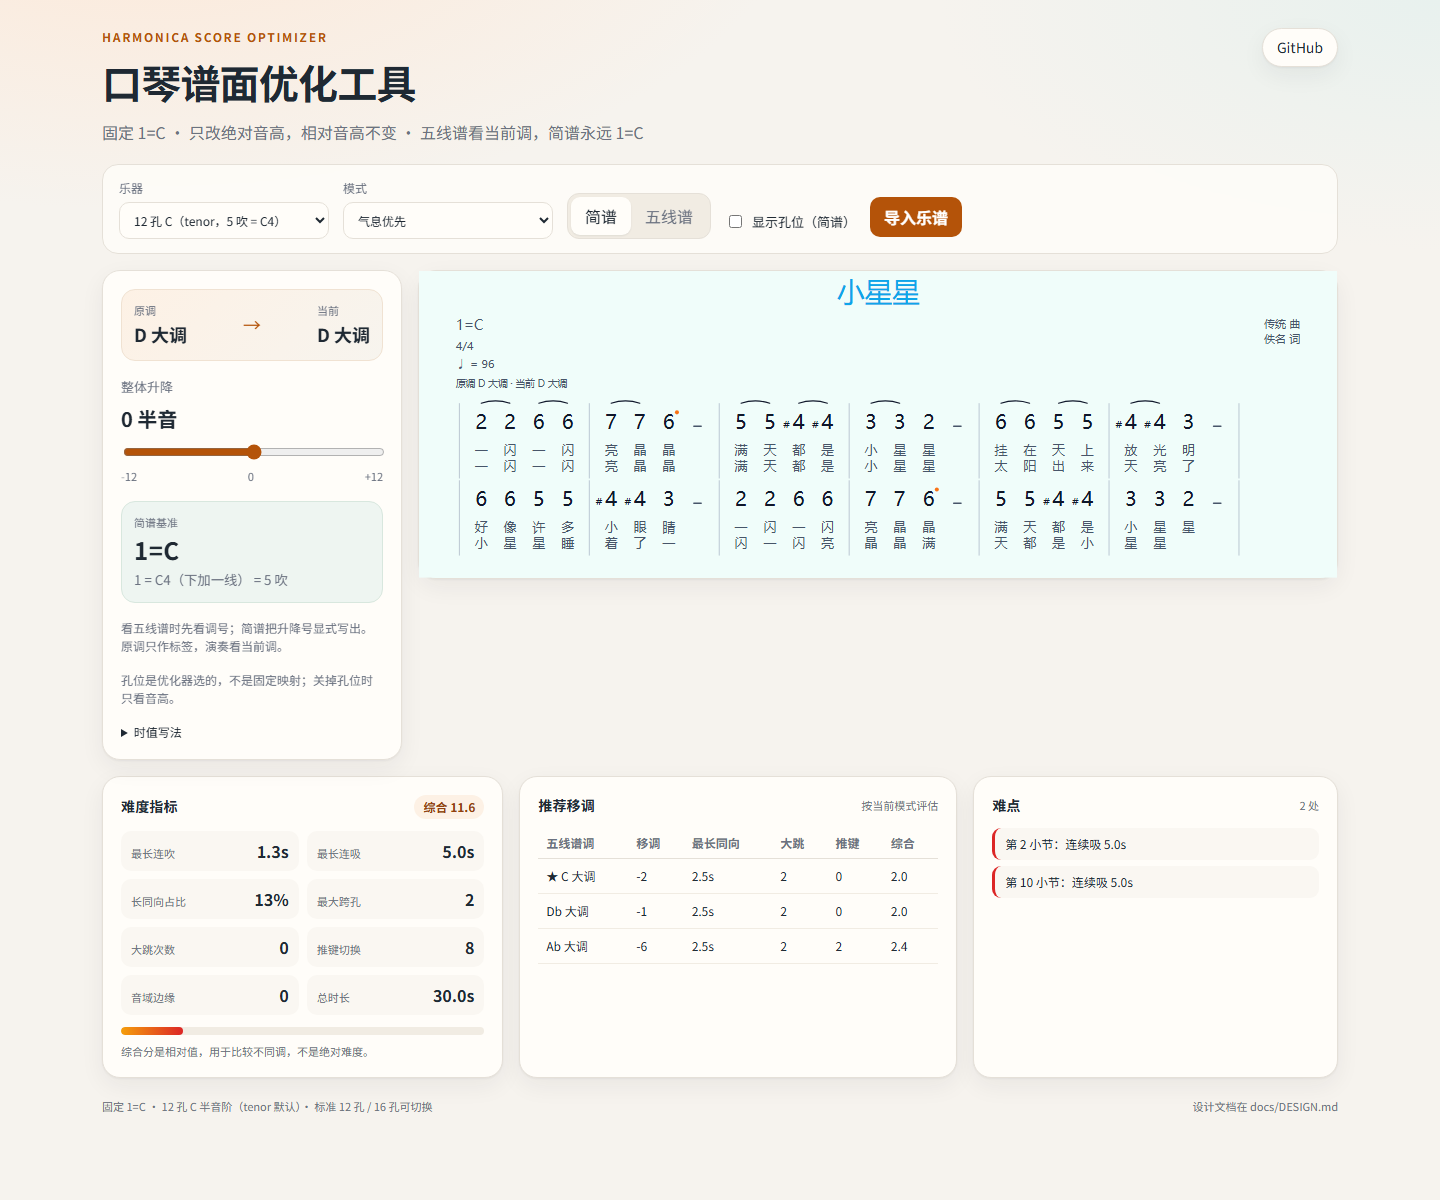 HARMONICA SCORE OPTIMIZER
GitHub
口琴谱面优化工具
固定 1=C · 只改绝对音高，相对音高不变 · 五线谱看当前调，简谱永远 1=C
乐器
模式
12 孔 C（tenor，5 吹 = C4）
气息优先
简谱
五线谱
显示孔位（简谱）
导入乐谱
原调
D 大调
→
当前
D 大调
整体升降
0 半音
-12
0
+12
简谱基准
1=C
1 = C4（下加一线） = 5 吹
看五线谱时先看调号；简谱把升降号显式写出。
原调只作标签，演奏看当前调。
孔位是优化器选的，不是固定映射；关掉孔位时
只看音高。
▶ 时值写法
小星星
1=C
4/4
♩ = 96
原调 D 大调 · 当前 D 大调
传统 曲
佚名 词
2 2 6 6 7 7 6 – 5 5 #4 #4 3 3 2 – 6 6 5 5 #4 #4 3 –
一 闪 一 闪 亮 晶 晶 满 天 都 是 小 星 星 挂 在 天 上 放 光 明
一 闪 一 闪 亮 晶 晶 满 天 都 是 小 星 星 太 阳 出 来 天 亮 了
6 6 5 5 #4 #4 3 – 2 2 6 6 7 7 6 – 5 5 #4 #4 3 3 2 –
好 像 许 多 小 眼 睛 一 闪 一 闪 亮 晶 晶 满 天 都 是 小 星 星
小 星 星 睡 着 了 一 闪 一 闪 亮 晶 晶 满 天 都 是 小 星 星
难度指标
综合 11.6
最长连吹
1.3s
最长连吸
5.0s
长同向占比
13%
最大跨孔
2
大跳次数
0
推键切换
8
音域边缘
0
总时长
30.0s
综合分是相对值，用于比较不同调，不是绝对难度。
推荐移调
按当前模式评估
五线谱调 移调 最长同向 大跳 推键 综合
★ C 大调 -2 2.5s 2 0 2.0
Db 大调 -1 2.5s 2 0 2.0
Ab 大调 -6 2.5s 2 2 2.4
难点
2 处
第 2 小节：连续吸 5.0s
第 10 小节：连续吸 5.0s
固定 1=C · 12 孔 C 半音阶（tenor 默认）· 标准 12 孔 / 16 孔可切换
设计文档在 docs/DESIGN.md